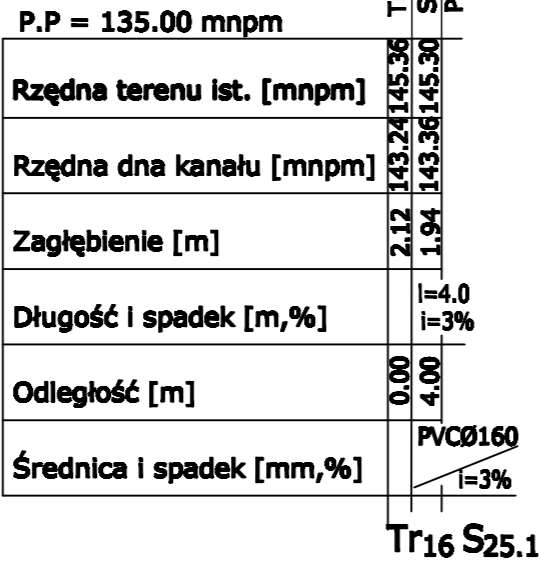 P.P = 135.00 mnpm
T
S
P
Rzędna terenu ist. [mnpm] 145.36 145.30
Rzędna dna kanału [mnpm] 143.24 143.36
Zagłębienie [m] 2.12 1.94
Długość i spadek [m,%] l=4.0
i=3%
Odległość [m] 0.00 4.00
Średnica i spadek [mm,%] PVCØ160
i=3%
Tr16 S25.1